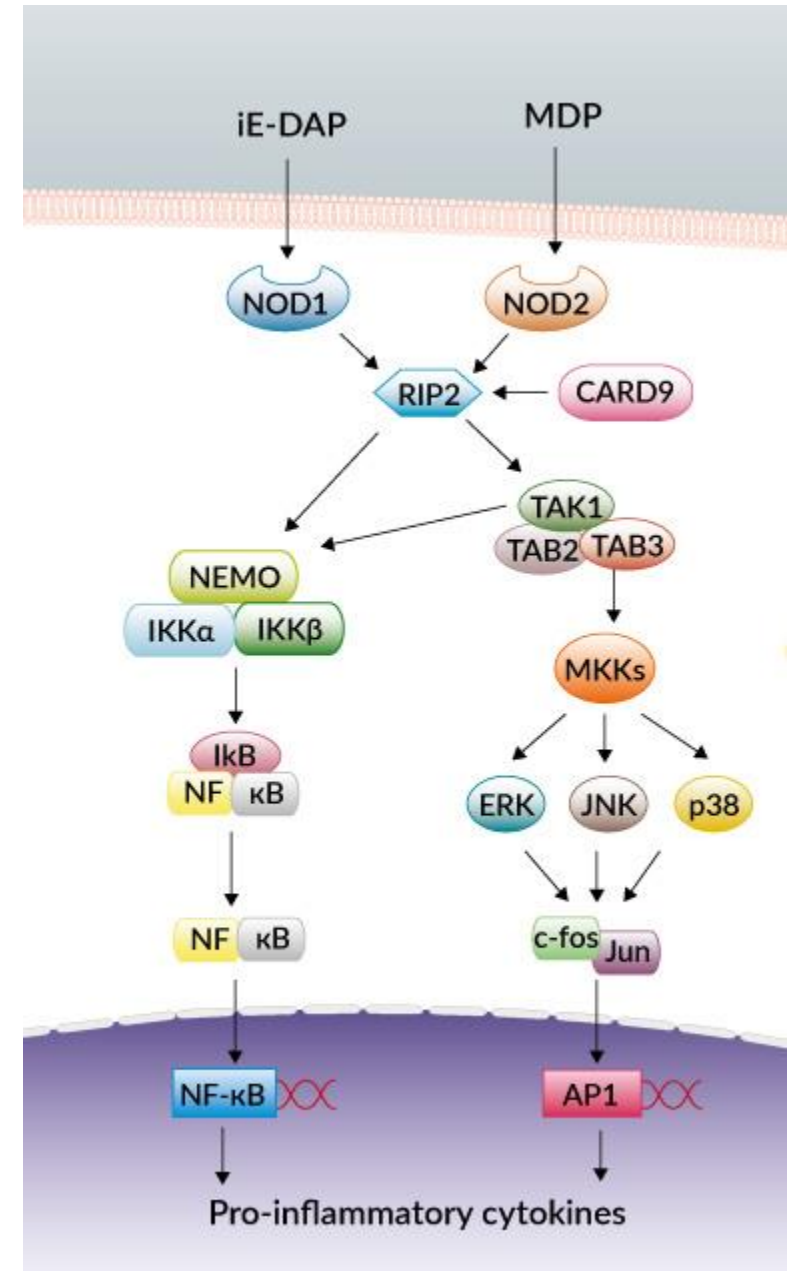 iE-DAP
MDP
NOD1
NOD2
RIP2
CARD9
TAK1
TAB2
TAB3
NEMO
IKKα
IKKβ
MKKs
IkB
NF
κB
ERK
JNK
p38
NF
κB
c-fos
Jun
NF-κB
AP1
Pro-inflammatory cytokines